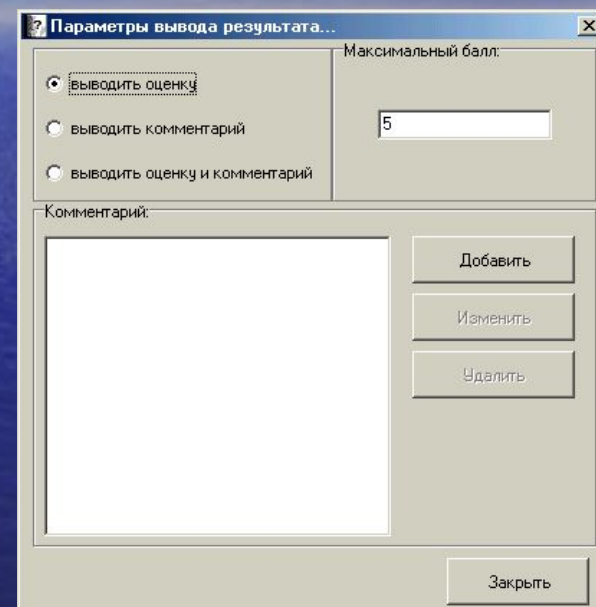 Параметры вывода результата...
выводить оценку
выводить комментарий
выводить оценку и комментарий
Максимальный балл:
5
Комментарий:
Добавить
Изменить
Удалить
Закрыть